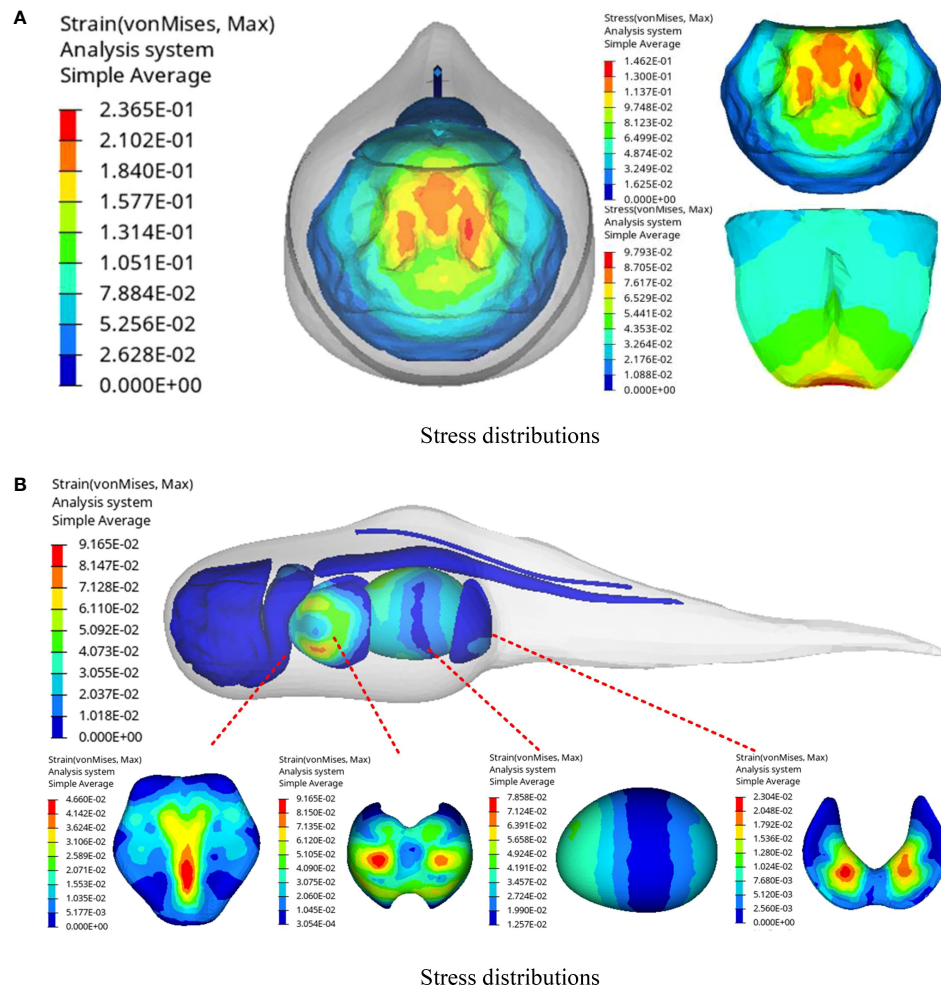 A
Strain(vonMises, Max)
Analysis system
Simple Average
2.365E-01
2.102E-01
1.840E-01
1.577E-01
1.314E-01
1.051E-01
7.884E-02
5.256E-02
2.628E-02
0.000E+00
Stress(vonMises, Max)
Analysis system
Simple Average
1.462E-01
1.300E-01
1.137E-01
9.748E-02
8.123E-02
6.499E-02
4.874E-02
3.249E-02
1.625E-02
0.000E+00
Stress(vonMises, Max)
Analysis system
Simple Average
9.793E-02
8.705E-02
7.617E-02
6.529E-02
5.441E-02
4.353E-02
3.264E-02
2.176E-02
1.088E-02
0.000E+00
Stress distributions
B
Strain(vonMises, Max)
Analysis system
Simple Average
9.165E-02
8.147E-02
7.128E-02
6.110E-02
5.092E-02
4.073E-02
3.055E-02
2.037E-02
1.018E-02
0.000E+00
Strain(vonMises, Max)
Analysis system
Simple Average
4.660E-02
4.142E-02
3.624E-02
3.106E-02
2.589E-02
2.071E-02
1.553E-02
1.035E-02
5.177E-03
0.000E+00
Strain(vonMises, Max)
Analysis system
Simple Average
9.165E-02
8.150E-02
7.135E-02
6.120E-02
5.105E-02
4.090E-02
3.075E-02
2.060E-02
1.045E-02
3.054E-04
Strain(vonMises, Max)
Analysis system
Simple Average
7.858E-02
7.124E-02
6.391E-02
5.658E-02
4.924E-02
4.191E-02
3.457E-02
2.724E-02
1.990E-02
1.257E-02
Strain(vonMises, Max)
Analysis system
Simple Average
2.304E-02
2.048E-02
1.792E-02
1.536E-02
1.280E-02
1.024E-02
7.680E-03
5.120E-03
2.560E-03
0.000E+00
Stress distributions